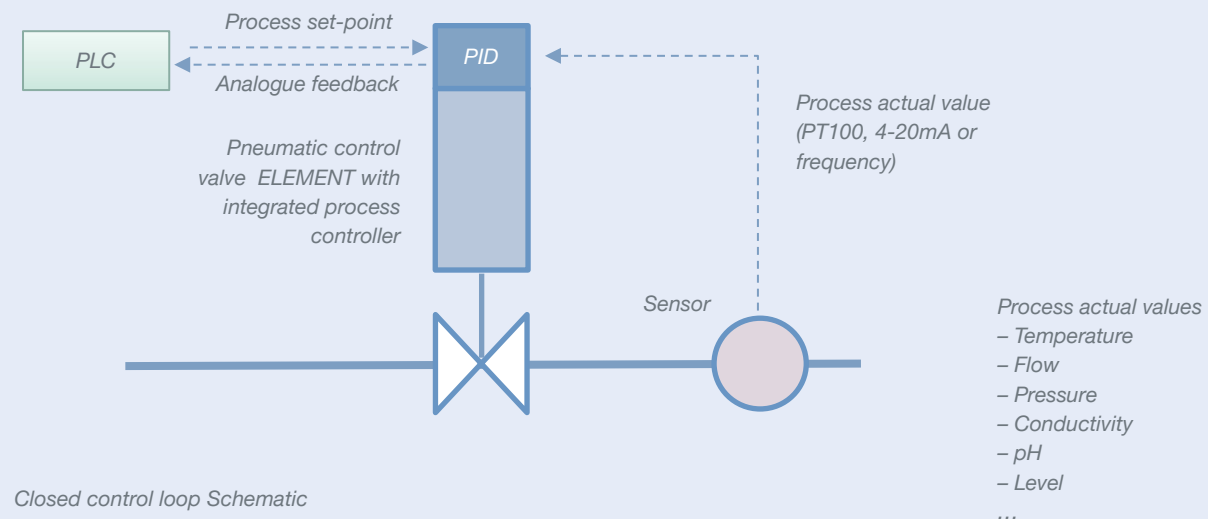 Process set-point
PLC
PID
Analogue feedback
Process actual value
(PT100, 4-20mA or
frequency)
Pneumatic control
valve ELEMENT with
integrated process
controller
Sensor
Process actual values
– Temperature
– Flow
– Pressure
– Conductivity
– pH
– Level
...
Closed control loop Schematic